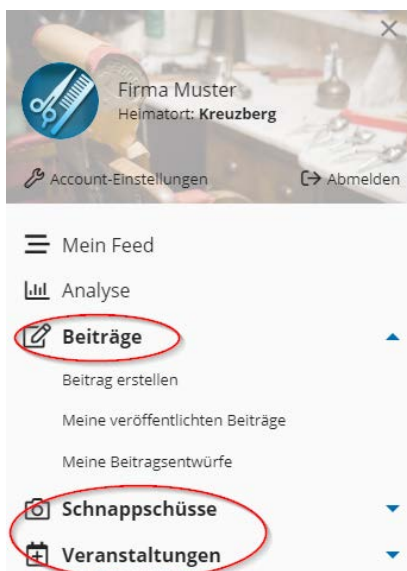 Firma Muster
Heimatort: Kreuzberg
Account-Einstellungen Abmelden
Mein Feed
Analyse
Beiträge
Beitrag erstellen
Meine veröffentlichten Beiträge
Meine Beitragsentwürfe
Schnappschüsse
Veranstaltungen